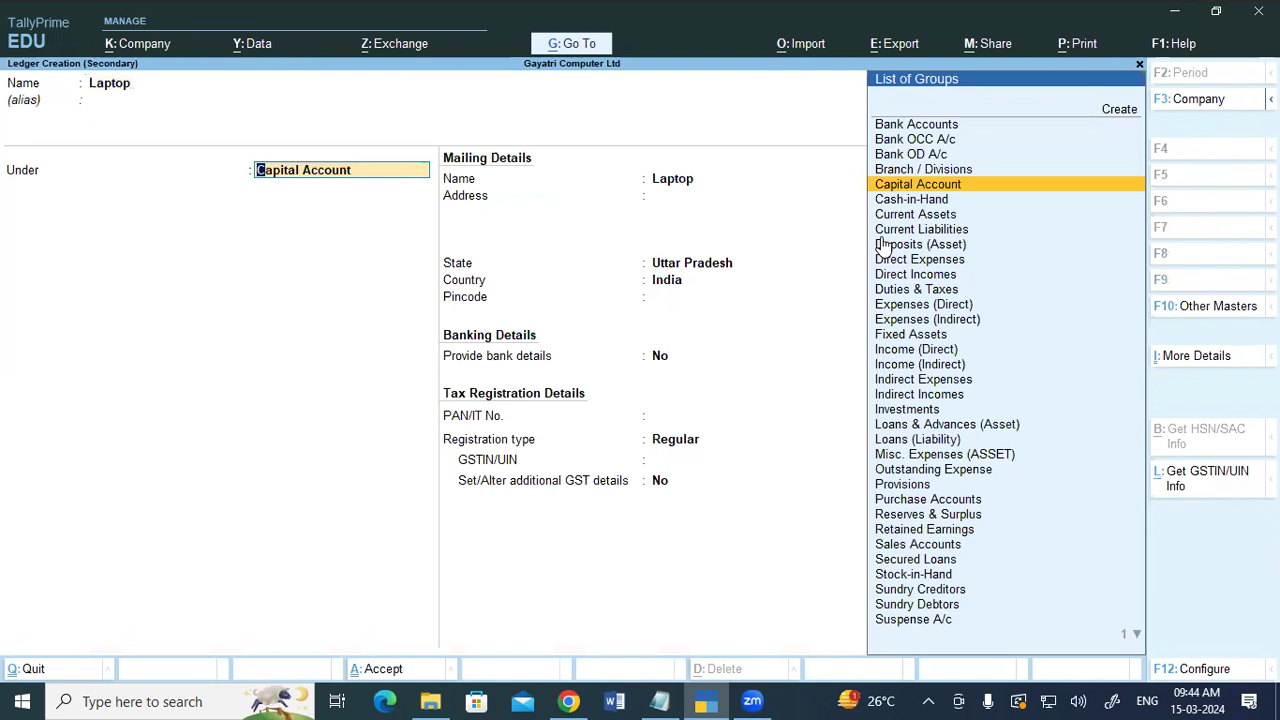 TallyPrime
EDU
MANAGE
K: Company
Y: Data
Z: Exchange
G: Go To
O: Import
E: Export
M: Share
P: Print
F1: Help
Ledger Creation (Secondary)
Gayatri Computer Ltd
Name : Laptop
(alias) :
Under : Capital Account
Mailing Details
Name : Laptop
Address :
State : Uttar Pradesh
Country : India
Pincode :
Banking Details
Provide bank details : No
Tax Registration Details
PAN/IT No. :
Registration type : Regular
GSTIN/UIN :
Set/Alter additional GST details : No
List of Groups
Create
Bank Accounts
Bank OCC A/c
Bank OD A/c
Branch / Divisions
Capital Account
Cash-in-Hand
Current Assets
Current Liabilities
Deposits (Asset)
Direct Expenses
Direct Incomes
Duties & Taxes
Expenses (Direct)
Expenses (Indirect)
Fixed Assets
Income (Direct)
Income (Indirect)
Indirect Expenses
Indirect Incomes
Investments
Loans & Advances (Asset)
Loans (Liability)
Misc. Expenses (ASSET)
Outstanding Expense
Provisions
Purchase Accounts
Reserves & Surplus
Retained Earnings
Sales Accounts
Secured Loans
Stock-in-Hand
Sundry Creditors
Sundry Debtors
Suspense A/c
1
F2: Period
F3: Company
F4
F5
F6
F7
F8
F9
F10: Other Masters
I: More Details
B: Get HSN/SAC
Info
L: Get GSTIN/UIN
Info
Q: Quit
A: Accept
D: Delete
F12: Configure
Type here to search
26°C
ENG
09:44 AM
15-03-2024